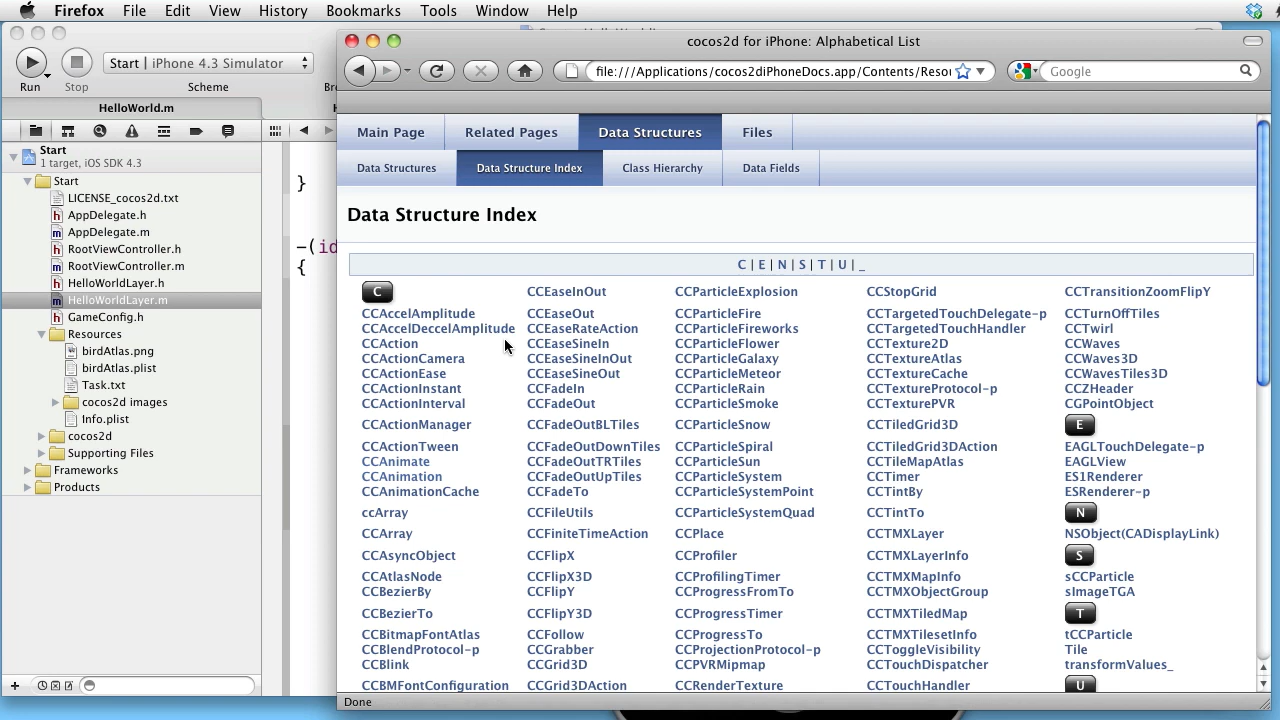 Firefox File Edit View History Bookmarks Tools Window Help
Start | iPhone 4.3 Simulator
Run Stop Scheme
HelloWorld.m
Start
1 target, iOS SDK 4.3
Start
LICENSE_cocos2d.txt
AppDelegate.h
AppDelegate.m
RootViewController.h
RootViewController.m
HelloWorldLayer.h
HelloWorldLayer.m
GameConfig.h
Resources
birdAtlas.png
birdAtlas.plist
Task.txt
cocos2d images
Info.plist
cocos2d
Supporting Files
Frameworks
Products
}
-(id
{
cocos2d for iPhone: Alphabetical List
file:///Applications/cocos2diPhoneDocs.app/Contents/Resou
Google
Main Page Related Pages Data Structures Files
Data Structures Data Structure Index Class Hierarchy Data Fields
Data Structure Index
C | E | N | S | T | U | _
C CCEaseInOut CCParticleExplosion CCStopGrid CCTransitionZoomFlipY
CCAccelAmplitude CCEaseOut CCParticleFire CCTargetedTouchDelegate-p CCTurnOffTiles
CCAccelDeccelAmplitude CCEaseRateAction CCParticleFireworks CCTargetedTouchHandler CCTwirl
CCAction CCEaseSineIn CCParticleFlower CCTexture2D CCWaves
CCActionCamera CCEaseSineInOut CCParticleGalaxy CCTextureAtlas CCWaves3D
CCActionEase CCEaseSineOut CCParticleMeteor CCTextureCache CCWavesTiles3D
CCActionInstant CCFadeIn CCParticleRain CCTextureProtocol-p CCZHeader
CCActionInterval CCFadeOut CCParticleSmoke CCTexturePVR CGPointObject
CCActionManager CCFadeOutBLTiles CCParticleSnow CCTiledGrid3D E
CCActionTween CCFadeOutDownTiles CCParticleSpiral CCTiledGrid3DAction EAGLTouchDelegate-p
CCAnimate CCFadeOutTRTiles CCParticleSun CCTileMapAtlas EAGLView
CCAnimation CCFadeOutUpTiles CCParticleSystem CCTimer ES1Renderer
CCAnimationCache CCFadeTo CCParticleSystemPoint CCTintBy ESRenderer-p
ccArray CCFileUtils CCParticleSystemQuad CCTintTo N
CCArray CCFiniteTimeAction CCPlace CCTMXLayer NSObject(CADisplayLink)
CCAsyncObject CCFlipX CCProfiler CCTMXLayerInfo S
CCAtlasNode CCFlipX3D CCProfilingTimer CCTMXMapInfo sCCParticle
CCBezierBy CCFlipY CCProgressFromTo CCTMXObjectGroup sImageTGA
CCBezierTo CCFlipY3D CCProgressTimer CCTMXTiledMap T
CCBitmapFontAtlas CCFollow CCProgressTo CCTMXTilesetInfo tCCParticle
CCBlendProtocol-p CCGrabber CCProjectionProtocol-p CCToggleVisibility Tile
CCBlink CCGrid3D CCPVRMipmap CCTouchDispatcher transformValues_
CCBMFontConfiguration CCGrid3DAction CCRenderTexture CCTouchHandler U
Done